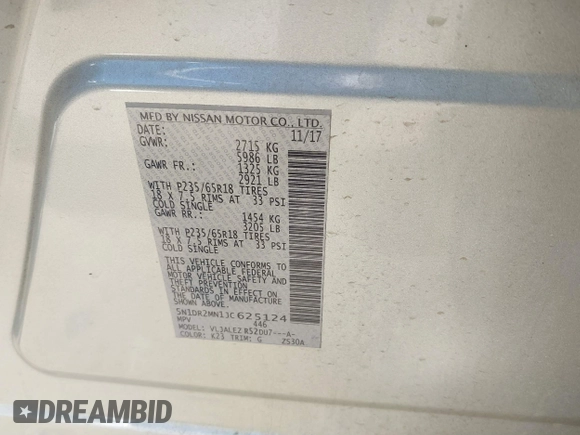 MFD BY NISSAN MOTOR CO., LTD.
DATE: 11/17
GVWR: 2715 KG
5986 LB
GAWR FR.: 1325 KG
2921 LB
WITH P235/65R18 TIRES
18 X 7.5 RIMS AT 33 PSI
COLD SINGLE
GAWR RR.: 1454 KG
3205 LB
WITH P235/65R18 TIRES
18 X 7.5 RIMS AT 33 PSI
COLD SINGLE
THIS VEHICLE CONFORMS TO
ALL APPLICABLE FEDERAL
MOTOR VEHICLE SAFETY AND
THEFT PREVENTION
STANDARDS IN EFFECT ON
THE DATE OF MANUFACTURE
5N1DR2MN1JC625124
MPV 446
MODEL: VLJALEZ R52DU7---A-
COLOR: K23 TRIM: G ZS30A
DREAMBID